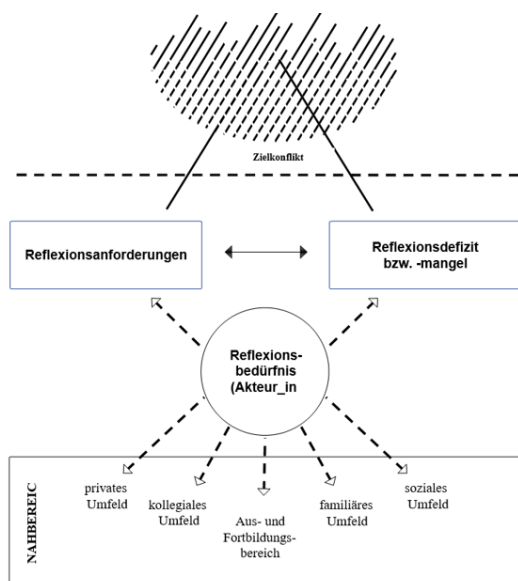 Zielkonflikt
Reflexionsanforderungen
Reflexionsdefizit
bzw. -mangel
Reflexions-
bedürfnis
(Akteur_in
NAHBEREIC
privates
Umfeld
kollegiales
Umfeld
Aus- und
Fortbildungs-
bereich
familiäres
Umfeld
soziales
Umfeld